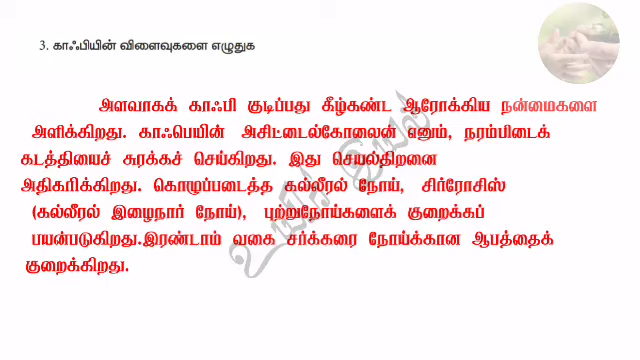 3. காஃபியின் விளைவுகளை எழுதுக
அளவாகக் காஃபி குடிப்பது கீழ்கண்ட ஆரோக்கிய நன்மைகளை
அளிக்கிறது. காஃபெயின் அசிட்டைல்கோலைன் எனும், நரம்பிடைக்
கடத்தியைச் சுரக்கச் செய்கிறது. இது செயல்திறனை
அதிகரிக்கிறது. கொழுப்படைத்த கல்லீரல் நோய், சிர்ரோசிஸ்
(கல்லீரல் இழைநார் நோய்), புற்றுநோய்களைக் குறைக்கப்
பயன்படுகிறது.இரண்டாம் வகை சர்க்கரை நோய்க்கான ஆபத்தைக்
குறைக்கிறது.